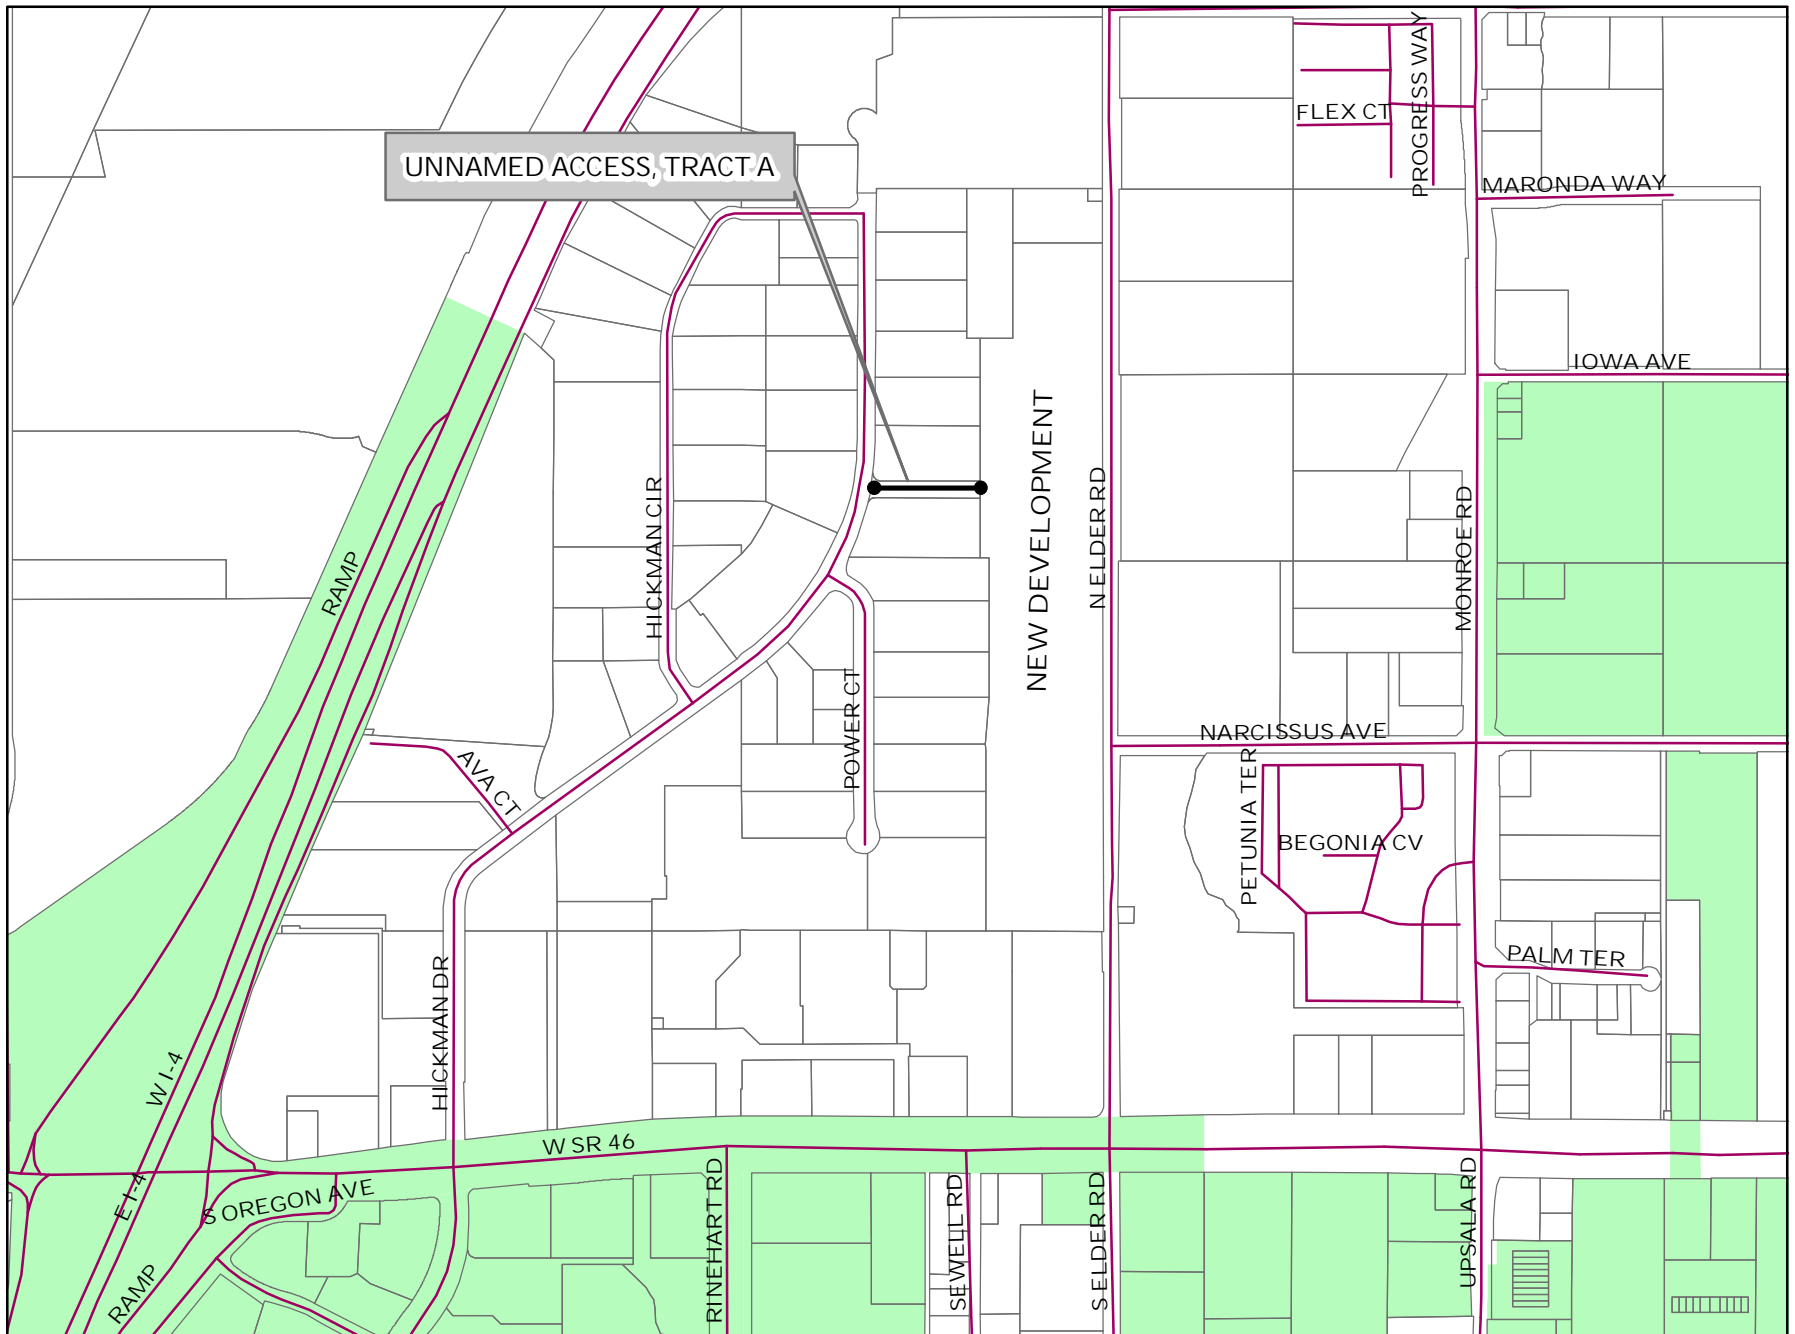 PROGRESS WAY
FLEX CT
UNNAMED ACCESS, TRACT A
MARONDA WAY
IOWA AVE
NEW DEVELOPMENT
N ELDER RD
HICKMAN CIR
MONROE RD
RAMP
NARCISSUS AVE
POWER CT
AVA CT
PETUNIA TER
BEGONIA CV
PALM TER
HICKMAN DR
W I-4
W SR 46
E I-4
S OREGON AVE
RINEHART RD
SEWELL RD
S ELDER RD
UPSALA RD
RAMP